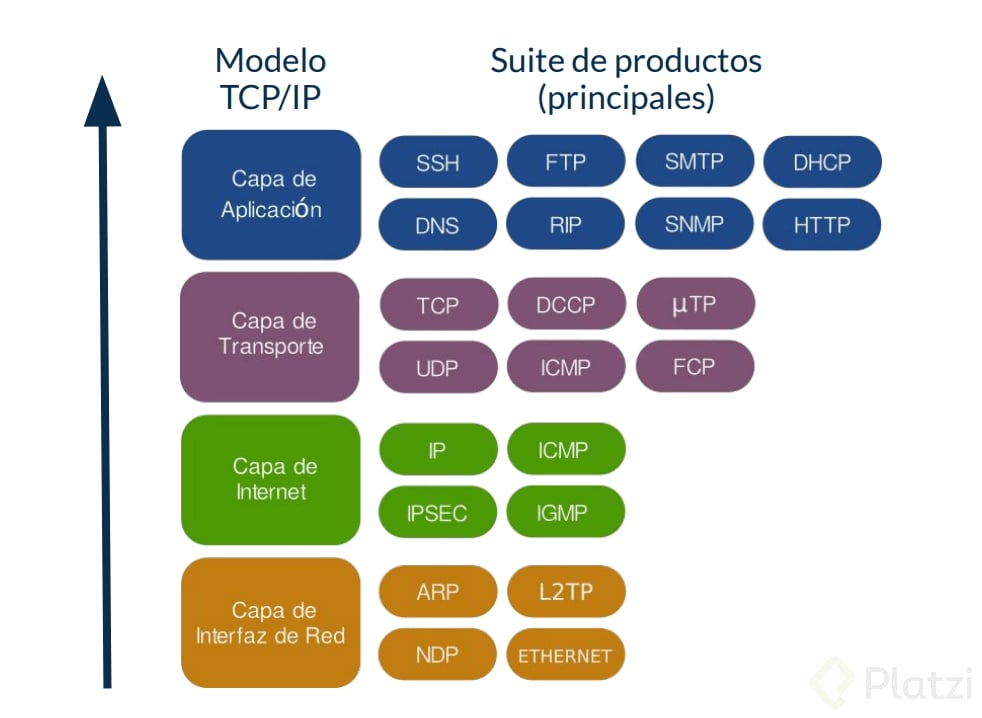 Modelo
TCP/IP
Suite de productos
(principales)
Capa de
Aplicación
SSH FTP SMTP DHCP
DNS RIP SNMP HTTP
Capa de
Transporte
TCP DCCP µTP
UDP ICMP FCP
Capa de
Internet
IP ICMP
IPSEC IGMP
Capa de
Interfaz de Red
ARP L2TP
NDP ETHERNET
Platzi